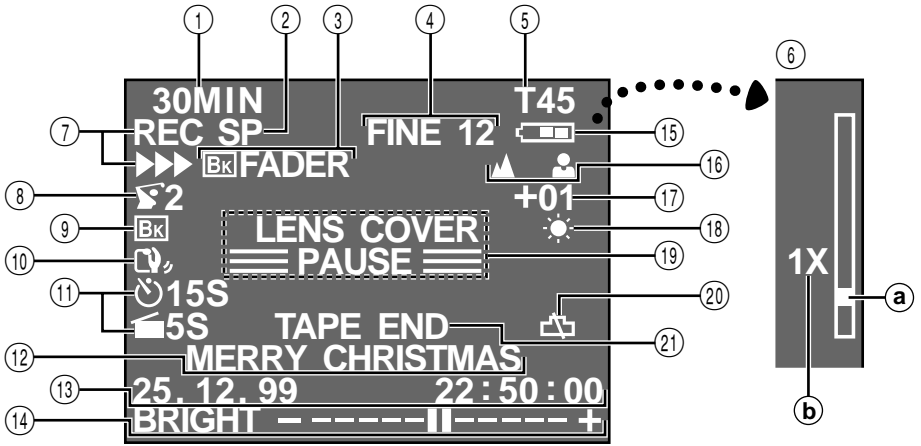 ① ② ③ ④ ⑤ ⑥
30MIN T45
⑦ REC SP FINE 12 ⑮
BK FADER ⑯
⑧ 2 +01 ⑰
⑨ BK LENS COVER ⑱
⑩ PAUSE ⑲
⑪ 15S ⑳
5S TAPE END ㉑
⑫ MERRY CHRISTMAS
⑬ 25.12.99 22:50:00
⑭ BRIGHT - +
1X
a
b